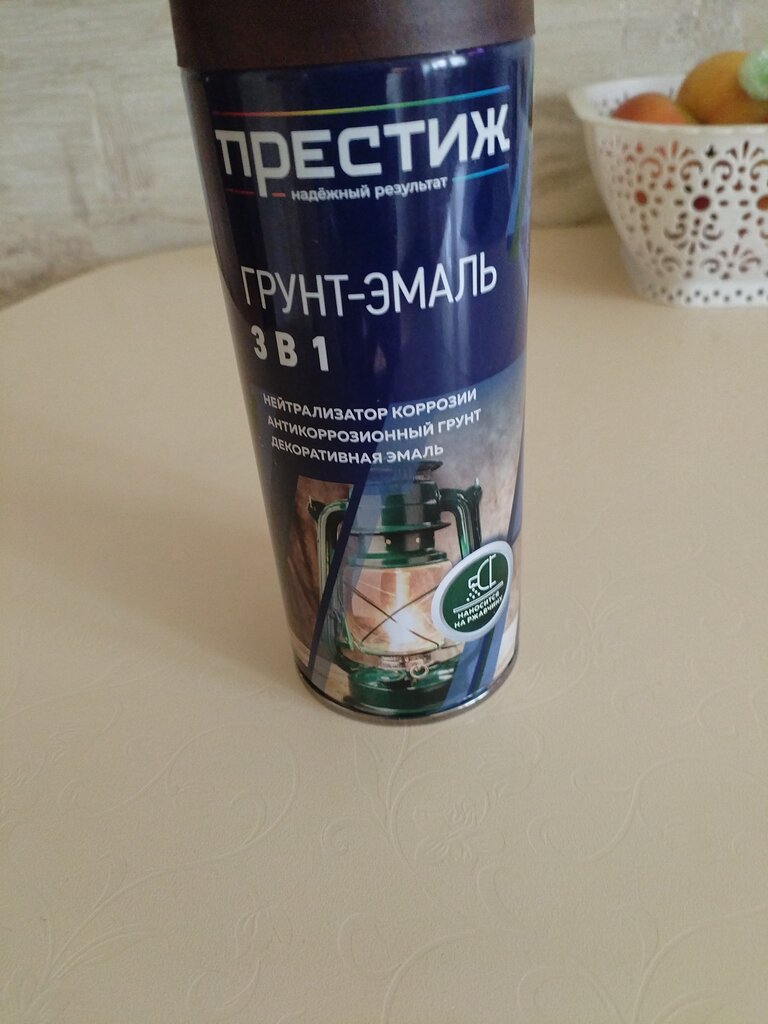 ПРЕСТИЖ
надёжный результат
ГРУНТ-ЭМАЛЬ
3 В 1
НЕЙТРАЛИЗАТОР КОРРОЗИИ
АНТИКОРРОЗИОННЫЙ ГРУНТ
ДЕКОРАТИВНАЯ ЭМАЛЬ
НАНОСИТСЯ
НА РЖАВЧИНУ